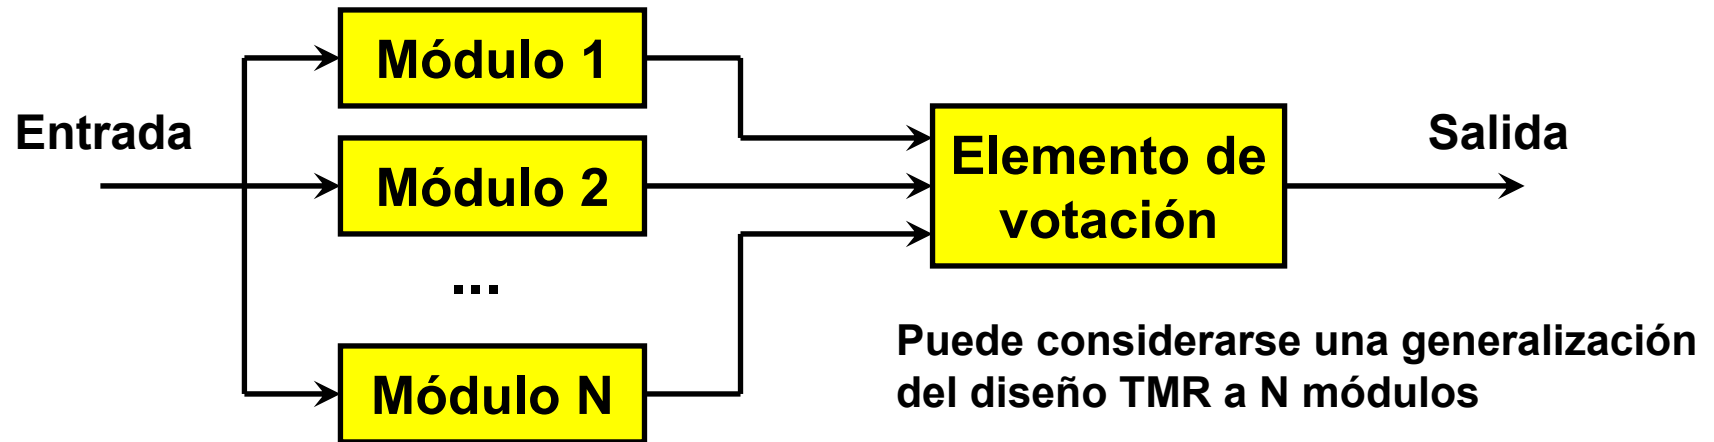 Módulo 1
Entrada
Módulo 2
Elemento de
votación
Salida
...
Módulo N
Puede considerarse una generalización
del diseño TMR a N módulos